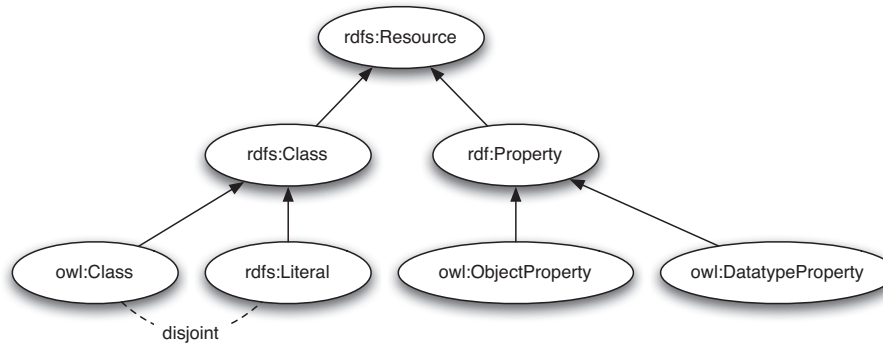 rdfs:Resource
rdfs:Class
rdf:Property
owl:Class
rdfs:Literal
owl:ObjectProperty
owl:DatatypeProperty
disjoint